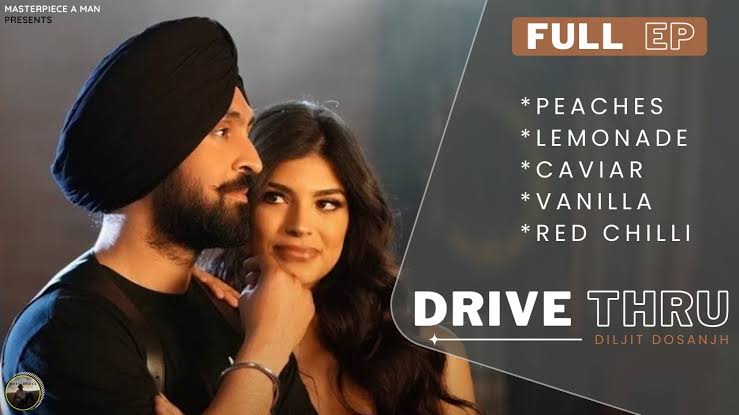 MASTERPIECE A MAN
PRESENTS
FULL EP
*PEACHES
*LEMONADE
*CAVIAR
*VANILLA
*RED CHILLI
DRIVE THRU
DILJIT DOSANJH